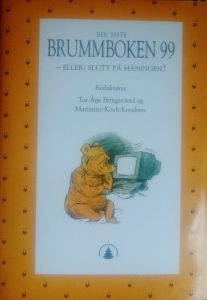 DEN SISTE
BRUMMBOKEN 99
– ELLER: SLUTT PÅ HÅNINGEN?
Redaktører
Tor Åge Bringsværd og
Marianne Koch Knudsen